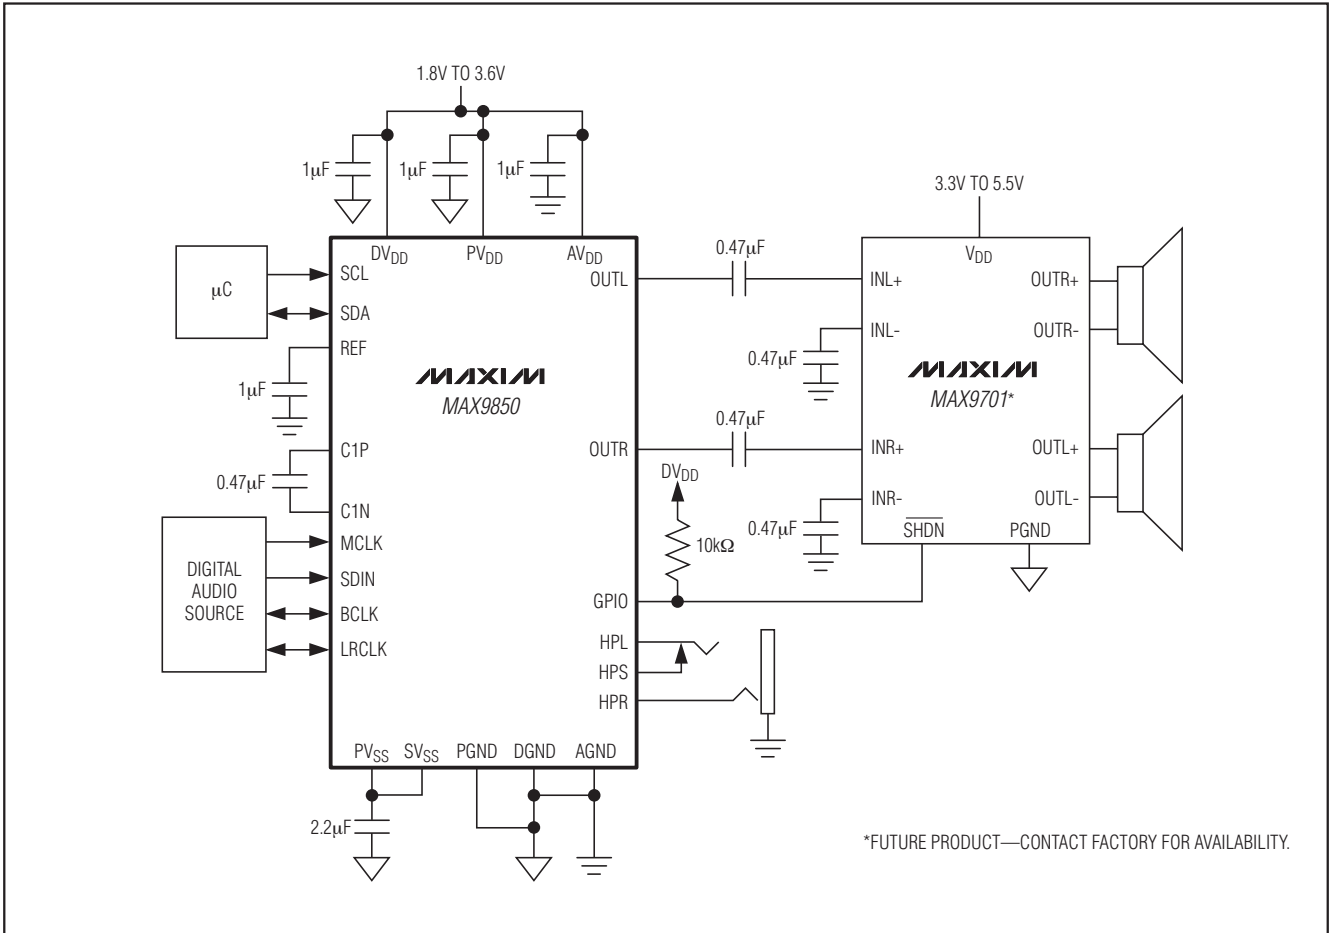 1.8V TO 3.6V
1µF
1µF
1µF
3.3V TO 5.5V
DVDD
PVDD
AVDD
VDD
µC
SCL
SDA
REF
1µF
C1P
0.47µF
C1N
DIGITAL
AUDIO
SOURCE
MCLK
SDIN
BCLK
LRCLK
MAXIM
MAX9850
OUTL
0.47µF
INL+
INL-
0.47µF
OUTR
0.47µF
INR+
INR-
0.47µF
DVDD
10kΩ
GPIO
HPL
HPS
HPR
MAXIM
MAX9701*
OUTR+
OUTR-
OUTL+
OUTL-
SHDN
PGND
PVSS
SVSS
PGND
DGND
AGND
2.2µF
*FUTURE PRODUCT—CONTACT FACTORY FOR AVAILABILITY.